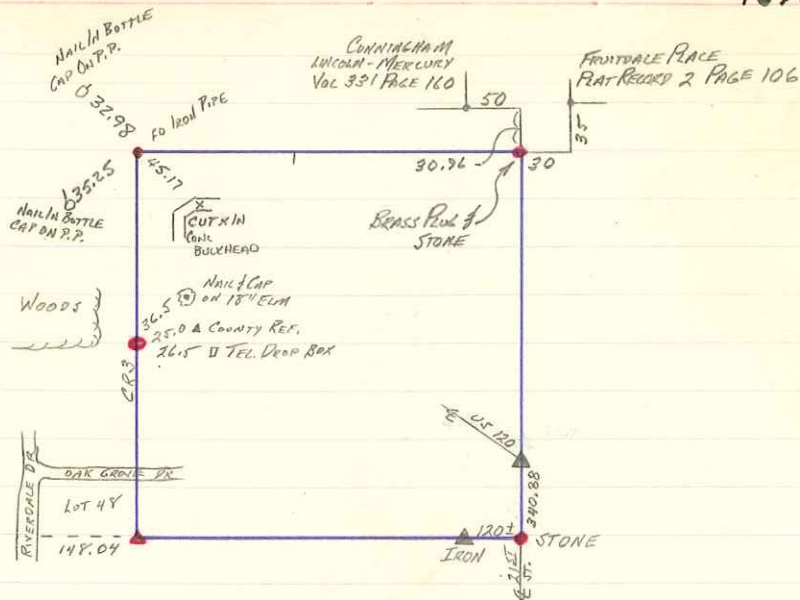 NAIL IN BOTTLE
CAP ON P.P.
32.98
FD IRON PIPE
CUNNINGHAM
LINCOLN-MERCURY
VOL 331 PAGE 160
50
FRUITDALE PLACE
PLAT RECORD 2 PAGE 106
35
30.96
30
45.17
35.25
NAIL IN BOTTLE
CAP ON P.P.
X
CUT X IN
CONC
BULKHEAD
BRASS PLUG &
STONE
WOODS
36.5
NAIL & CAP
ON 18" ELM
25.0 COUNTY REF.
26.5 TEL. DROP BOX
CR3
US 120
RIVERDALE DR
OAK GROVE DR
LOT 48
148.04
340.88
120±
IRON
STONE
℄ 21ST
ST.